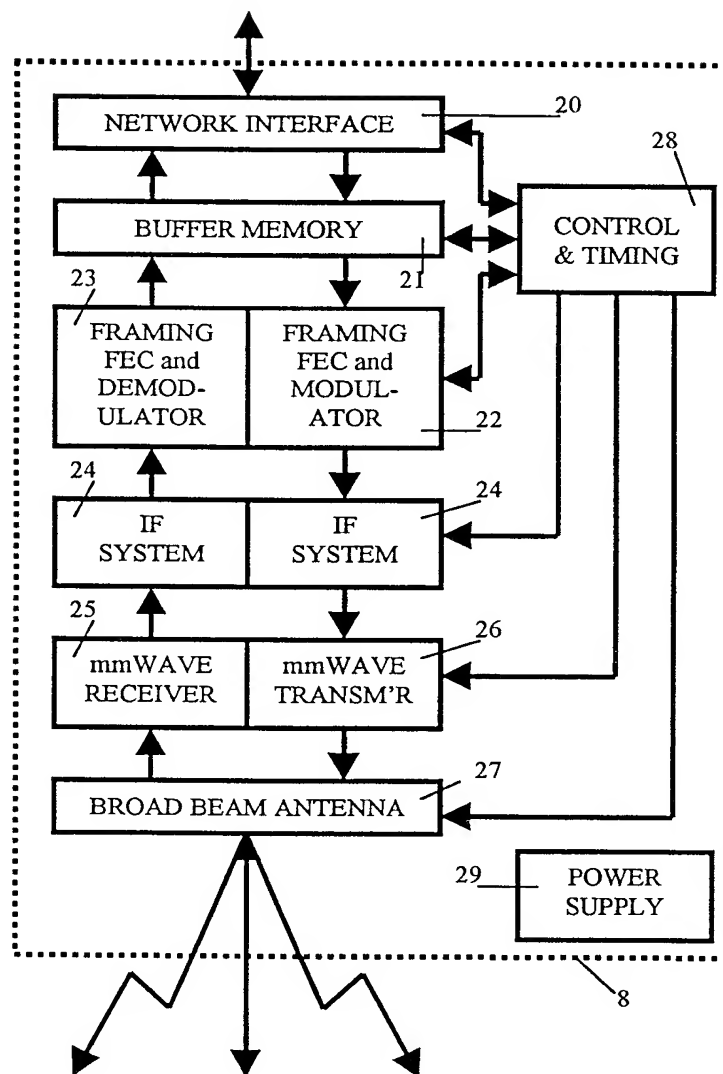 NETWORK INTERFACE
20
28
BUFFER MEMORY
21
CONTROL
& TIMING
23
FRAMING
FEC and
DEMOD-
ULATOR
FRAMING
FEC and
MODUL-
ATOR
22
24
IF
SYSTEM
24
IF
SYSTEM
25
mmWAVE
RECEIVER
26
mmWAVE
TRANSM'R
27
BROAD BEAM ANTENNA
29
POWER
SUPPLY
8